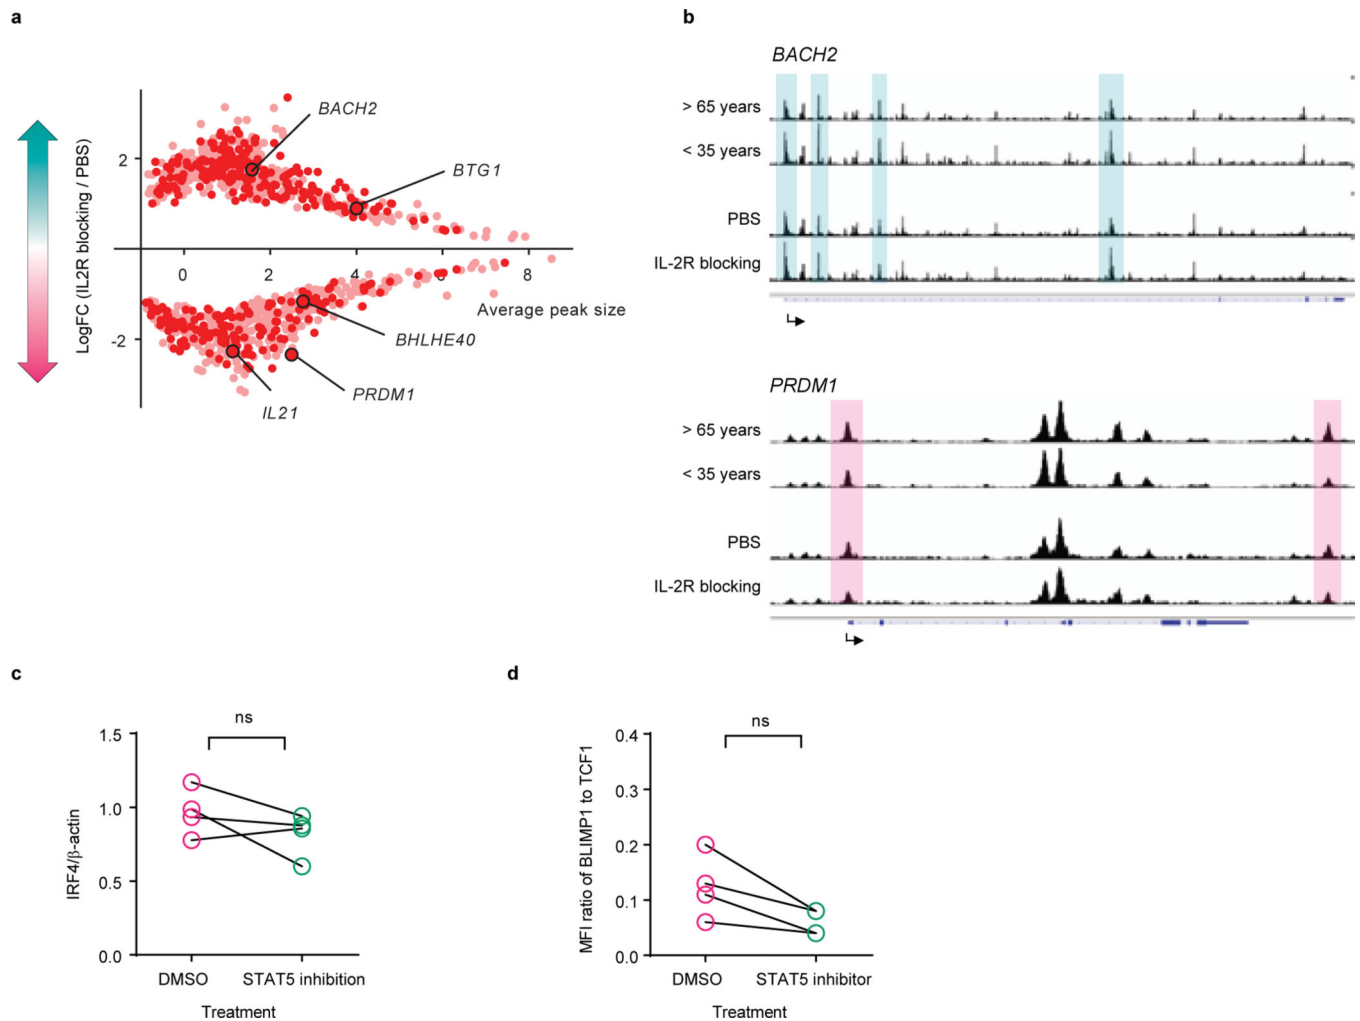 a
LogFC (IL2R blocking / PBS)
2
-2
0
2
4
6
8
Average peak size
BACH2
BTG1
BHLHE40
PRDM1
IL21
b
BACH2
> 65 years
< 35 years
PBS
IL-2R blocking
PRDM1
> 65 years
< 35 years
PBS
IL-2R blocking
c
ns
IRF4/β-actin
1.5
1.0
0.5
0.0
DMSO
STAT5 inhibition
Treatment
d
ns
MFI ratio of BLIMP1 to TCF1
0.4
0.3
0.2
0.1
0.0
DMSO
STAT5 inhibitor
Treatment